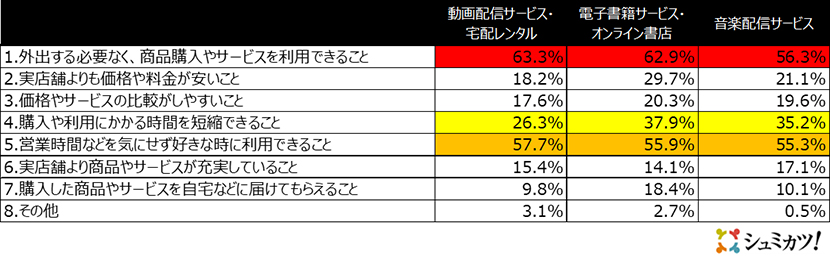 動画配信サービス・
宅配レンタル
電子書籍サービス・
オンライン書店
音楽配信サービス
1.外出する必要なく、商品購入やサービスを利用できること 63.3% 62.9% 56.3%
2.実店舗よりも価格や料金が安いこと 18.2% 29.7% 21.1%
3.価格やサービスの比較がしやすいこと 17.6% 20.3% 19.6%
4.購入や利用にかかる時間を短縮できること 26.3% 37.9% 35.2%
5.営業時間などを気にせず好きな時に利用できること 57.7% 55.9% 55.3%
6.実店舗より商品やサービスが充実していること 15.4% 14.1% 17.1%
7.購入した商品やサービスを自宅などに届けてもらえること 9.8% 18.4% 10.1%
8.その他 3.1% 2.7% 0.5%
シュミカツ!